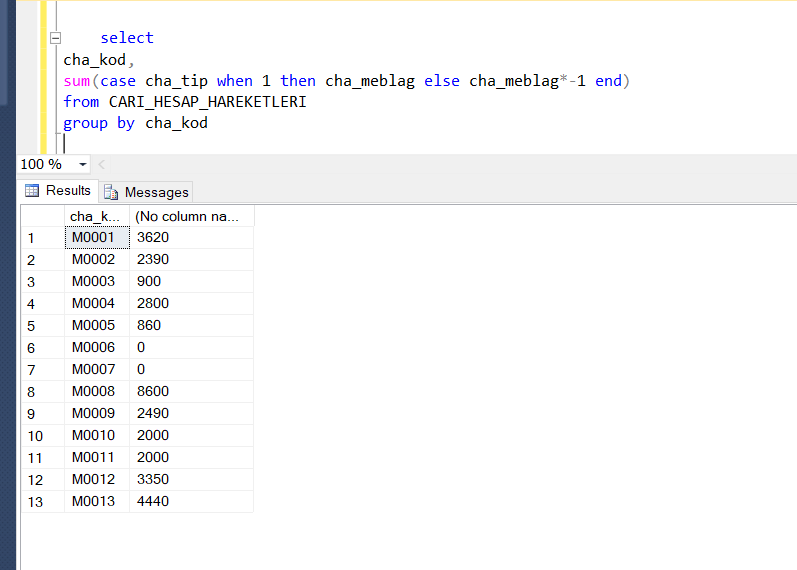 select
cha_kod,
sum(case cha_tip when 1 then cha_meblag else cha_meblag*-1 end)
from CARI_HESAP_HAREKETLERI
group by cha_kod
100 %
Results Messages
cha_k... (No column na...
1 M0001 3620
2 M0002 2390
3 M0003 900
4 M0004 2800
5 M0005 860
6 M0006 0
7 M0007 0
8 M0008 8600
9 M0009 2490
10 M0010 2000
11 M0011 2000
12 M0012 3350
13 M0013 4440